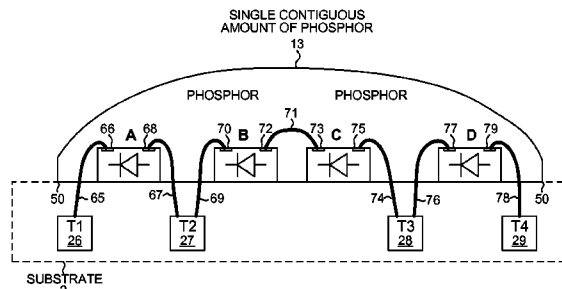 SINGLE CONTIGUOUS
AMOUNT OF PHOSPHOR
13
PHOSPHOR PHOSPHOR
71
66 A 68 70 B 72 73 C 75 77 D 79
50 65 67 69 74 76 78 50
T1 T2 T3 T4
26 27 28 29
SUBSTRATE